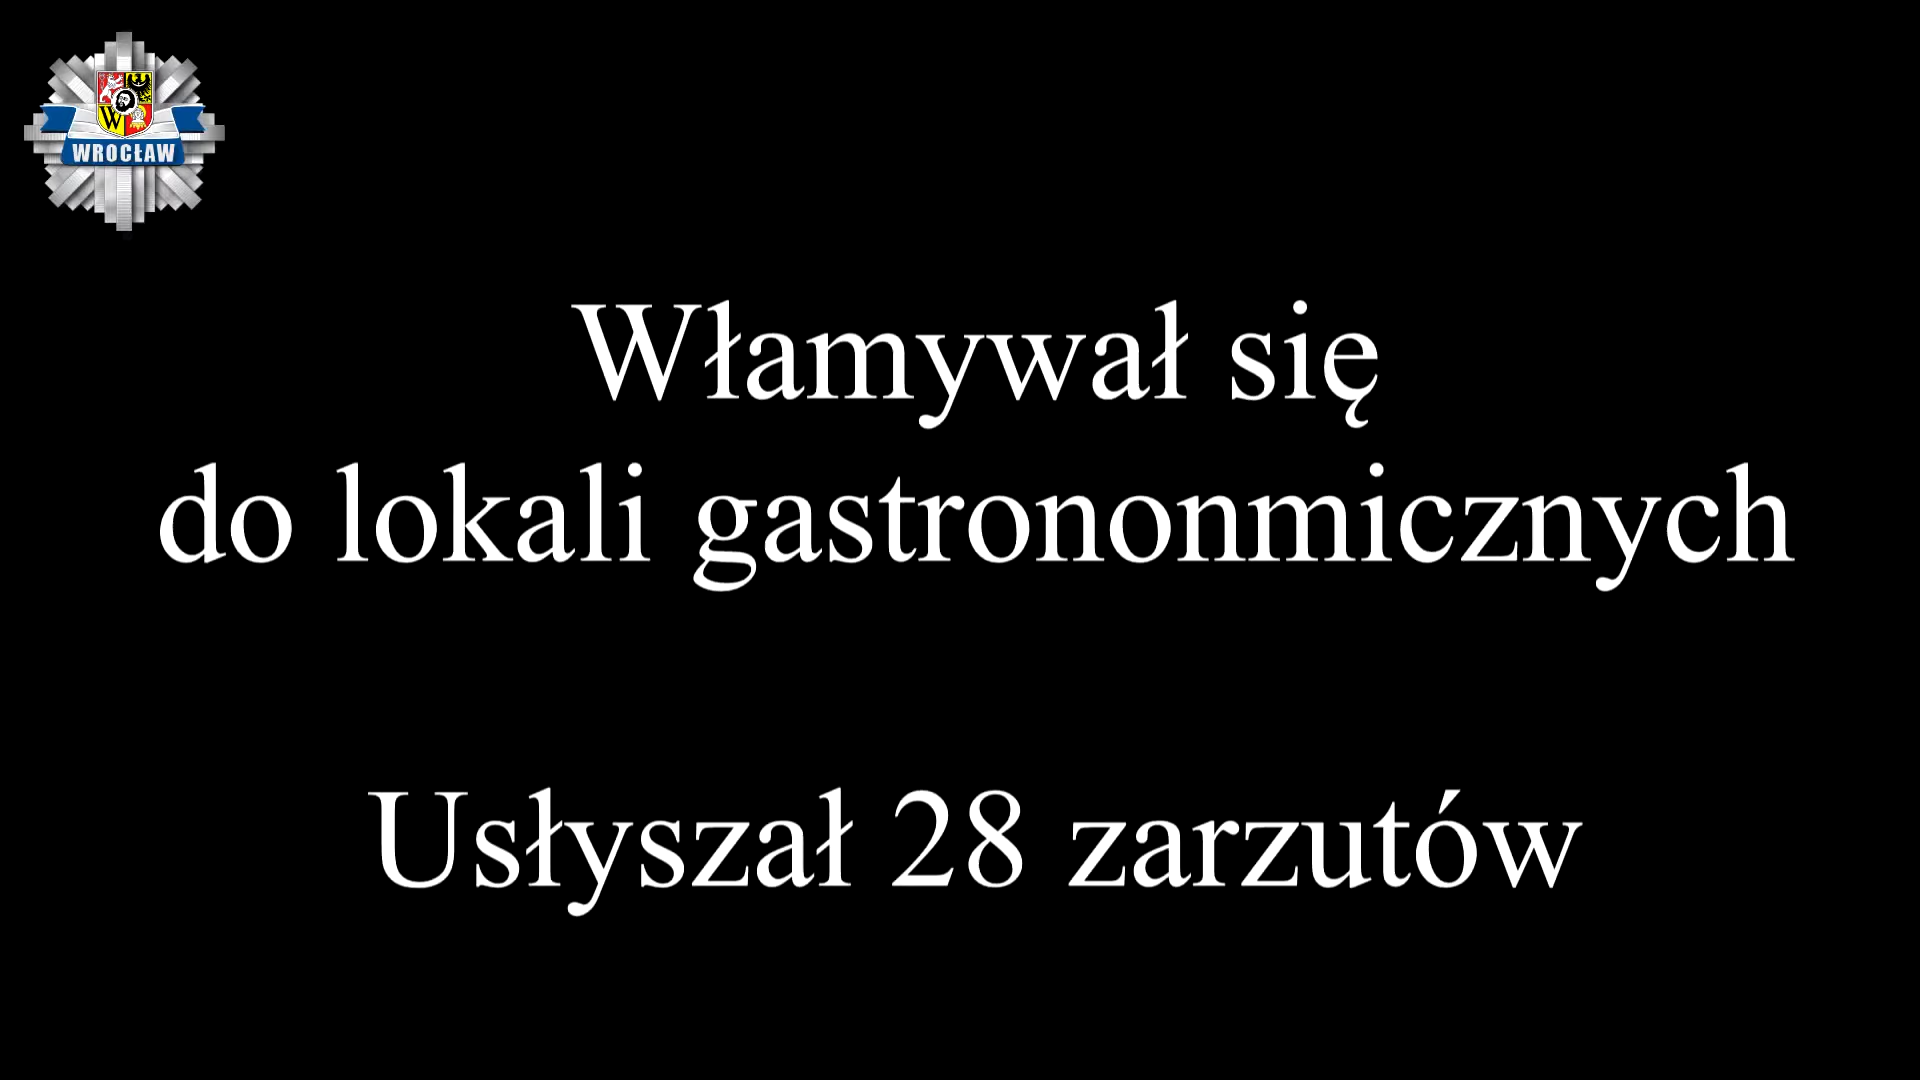 WROCŁAW
W
Włamywał się
do lokali gastrononmicznych
Usłyszał 28 zarzutów